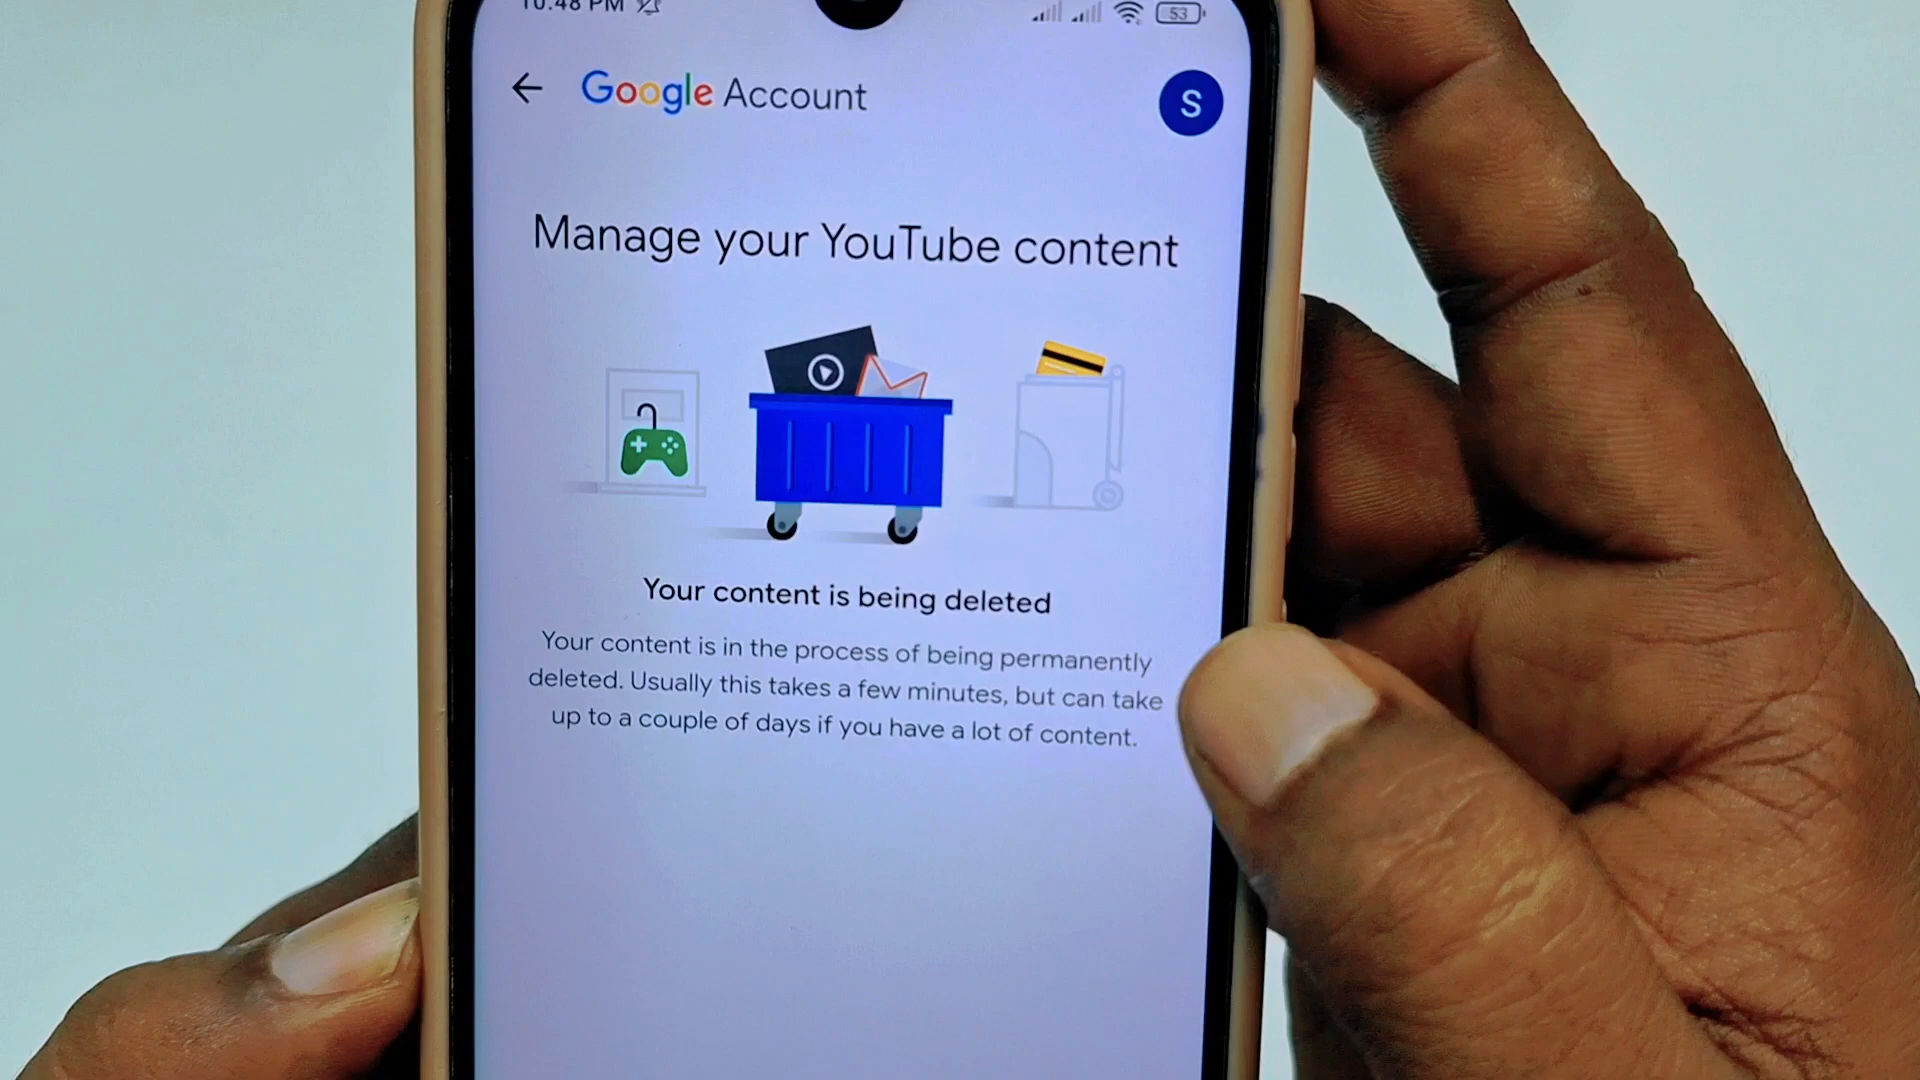 10:48 PM 53
Google Account S
Manage your YouTube content
Your content is being deleted
Your content is in the process of being permanently
deleted. Usually this takes a few minutes, but can take
up to a couple of days if you have a lot of content.